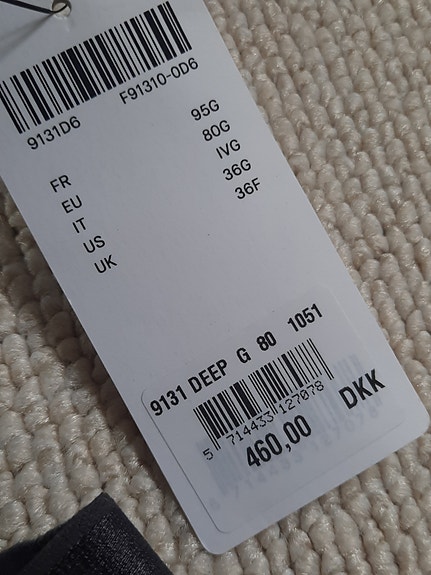 9131D6 F91310-0D6
FR 95G
EU 80G
IT IVG
US 36G
UK 36F
9131 DEEP G 80 1051
5 714433 127078
460,00 DKK